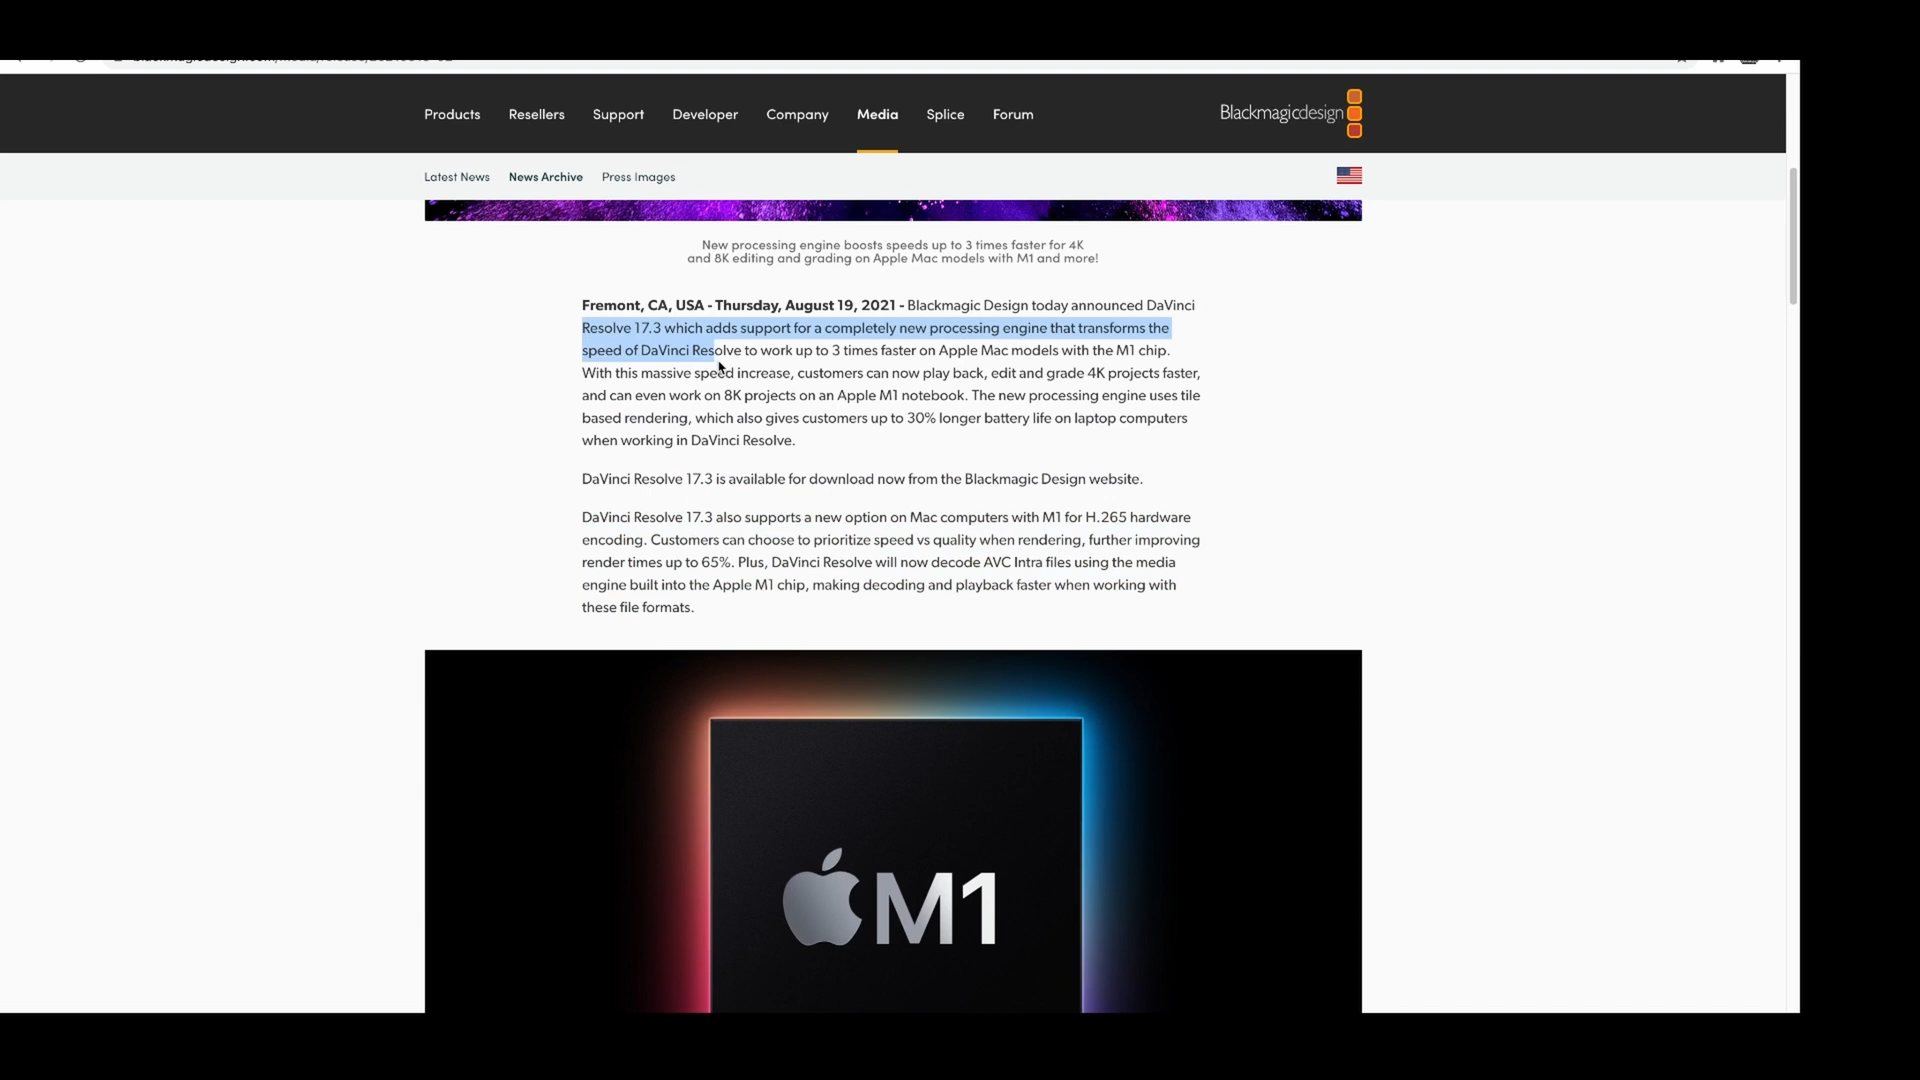 Products Resellers Support Developer Company Media Splice Forum Blackmagicdesign
Latest News News Archive Press Images
New processing engine boosts speeds up to 3 times faster for 4K
and 8K editing and grading on Apple Mac models with M1 and more!
Fremont, CA, USA - Thursday, August 19, 2021 - Blackmagic Design today announced DaVinci
Resolve 17.3 which adds support for a completely new processing engine that transforms the
speed of DaVinci Resolve to work up to 3 times faster on Apple Mac models with the M1 chip.
With this massive speed increase, customers can now play back, edit and grade 4K projects faster,
and can even work on 8K projects on an Apple M1 notebook. The new processing engine uses tile
based rendering, which also gives customers up to 30% longer battery life on laptop computers
when working in DaVinci Resolve.
DaVinci Resolve 17.3 is available for download now from the Blackmagic Design website.
DaVinci Resolve 17.3 also supports a new option on Mac computers with M1 for H.265 hardware
encoding. Customers can choose to prioritize speed vs quality when rendering, further improving
render times up to 65%. Plus, DaVinci Resolve will now decode AVC Intra files using the media
engine built into the Apple M1 chip, making decoding and playback faster when working with
these file formats.
M1